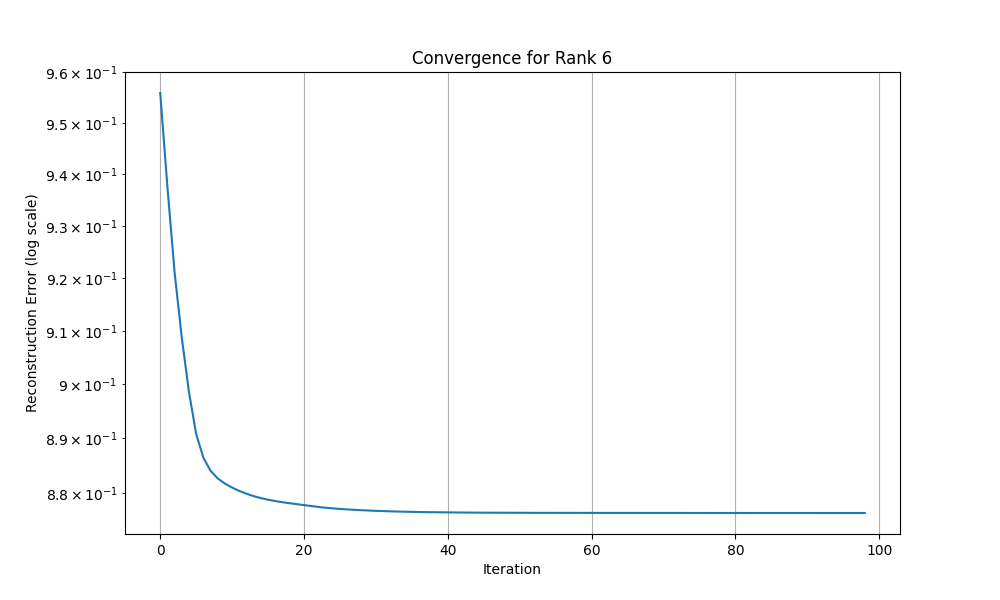 Convergence for Rank 6
Reconstruction Error (log scale)
9.6 × 10⁻¹
9.5 × 10⁻¹
9.4 × 10⁻¹
9.3 × 10⁻¹
9.2 × 10⁻¹
9.1 × 10⁻¹
9 × 10⁻¹
8.9 × 10⁻¹
8.8 × 10⁻¹
0 20 40 60 80 100
Iteration